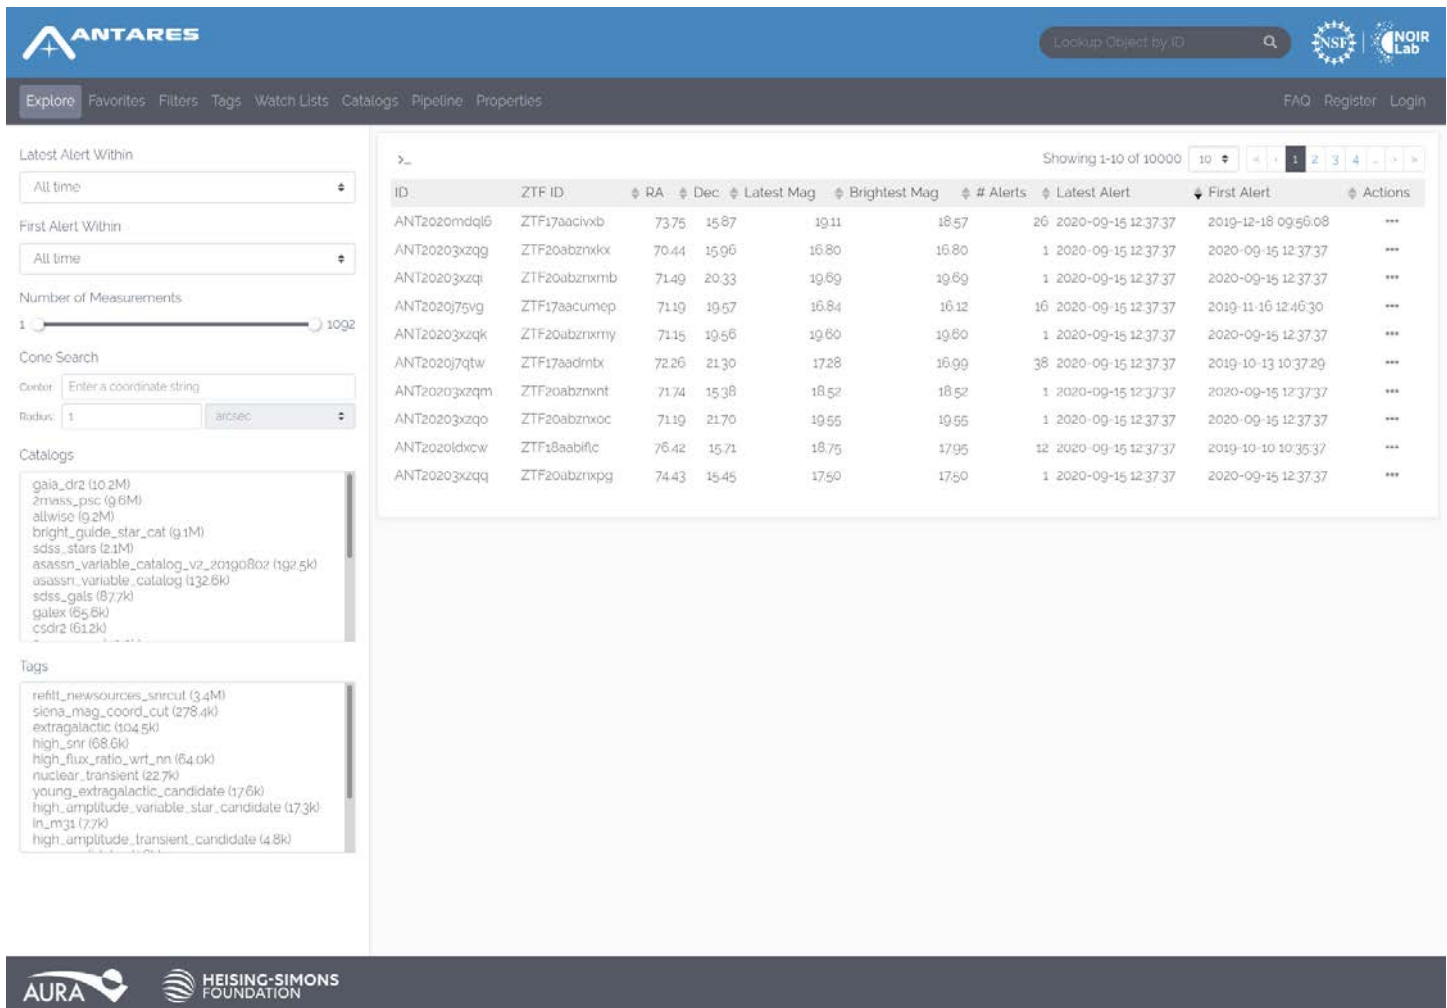 ANTARES
Lookup Object by ID
NSF
NOIR
Lab
Explore Favorites Filters Tags Watch Lists Catalogs Pipeline Properties
FAQ Register Login
Latest Alert Within
All time
First Alert Within
All time
Number of Measurements
1 1092
Cone Search
Center: Enter a coordinate string
Radius: 1 arcsec
Catalogs
gaia_dr2 (10.2M)
2mass_psc (9.6M)
allwise (9.2M)
bright_guide_star_cat (9.1M)
sdss_stars (2.1M)
asassn_variable_catalog_v2_20190802 (192.5k)
asassn_variable_catalog (132.6k)
sdss_gals (87.7k)
galex (65.6k)
csdr2 (61.2k)
Tags
refitt_newsources_snrcut (3.4M)
siena_mag_coord_cut (278.4k)
extragalactic (104.5k)
high_snr (68.6k)
high_flux_ratio_wrt_nn (64.0k)
nuclear_transient (22.7k)
young_extragalactic_candidate (17.6k)
high_amplitude_variable_star_candidate (17.3k)
in_m31 (7.7k)
high_amplitude_transient_candidate (4.8k)
>_
Showing 1-10 of 10000 10 « ‹ 1 2 3 4 … › »
ID ZTF ID RA Dec Latest Mag Brightest Mag # Alerts Latest Alert First Alert Actions
ANT2020mdql6 ZTF17aacivxb 73.75 15.87 19.11 18.57 26 2020-09-15 12:37:37 2019-12-18 09:56:08 •••
ANT20203xzqg ZTF20abznxkx 70.44 15.96 16.80 16.80 1 2020-09-15 12:37:37 2020-09-15 12:37:37 •••
ANT20203xzqi ZTF20abznxmb 71.49 20.33 19.69 19.69 1 2020-09-15 12:37:37 2020-09-15 12:37:37 •••
ANT2020j75vg ZTF17aacumep 71.19 19.57 16.84 16.12 16 2020-09-15 12:37:37 2019-11-16 12:46:30 •••
ANT20203xzqk ZTF20abznxmy 71.15 19.56 19.60 19.60 1 2020-09-15 12:37:37 2020-09-15 12:37:37 •••
ANT2020j7qtw ZTF17aadmtx 72.26 21.30 17.28 16.99 38 2020-09-15 12:37:37 2019-10-13 10:37:29 •••
ANT20203xzqm ZTF20abznxnt 71.74 15.38 18.52 18.52 1 2020-09-15 12:37:37 2020-09-15 12:37:37 •••
ANT20203xzqo ZTF20abznxoc 71.19 21.70 19.55 19.55 1 2020-09-15 12:37:37 2020-09-15 12:37:37 •••
ANT2020ldxcw ZTF18aabiflc 76.42 15.71 18.75 17.95 12 2020-09-15 12:37:37 2019-10-10 10:35:37 •••
ANT20203xzqq ZTF20abznxpg 74.43 15.45 17.50 17.50 1 2020-09-15 12:37:37 2020-09-15 12:37:37 •••
AURA
HEISING-SIMONS
FOUNDATION